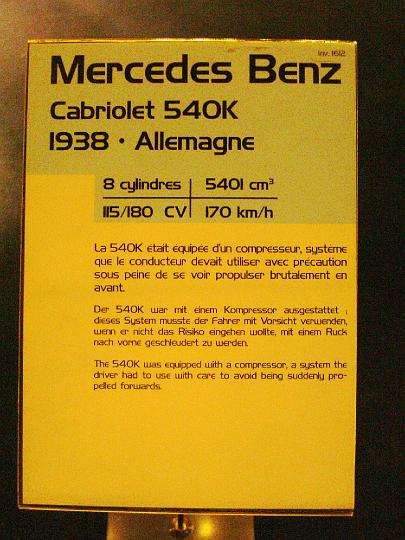 Inv. 1612
Mercedes Benz
Cabriolet 540K
1938 • Allemagne
8 cylindres 5401 cm³
115/180 CV 170 km/h
La 540K était équipée d'un compresseur, système
que le conducteur devait utiliser avec précaution
sous peine de se voir propulser brutalement en
avant.
Der 540K war mit einem Kompressor ausgestattet ;
dieses System musste der Fahrer mit Vorsicht verwenden,
wenn er nicht das Risiko eingehen wollte, mit einem Ruck
nach vorne geschleudert zu werden.
The 540K was equipped with a compressor, a system the
driver had to use with care to avoid being suddenly pro-
pelled forwards.